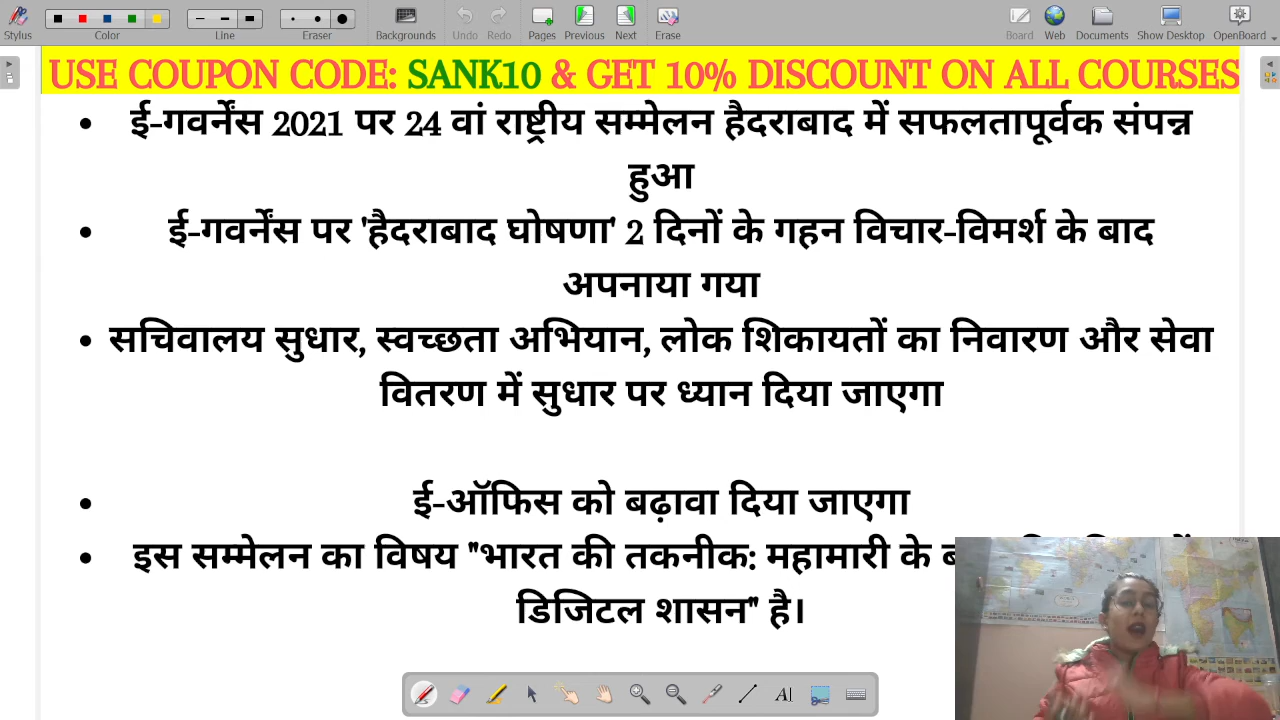 Stylus
Color
Line
Eraser
Backgrounds
Undo
Redo
Pages
Previous
Next
Erase
Board
Web
Documents
Show Desktop
OpenBoard
USE COUPON CODE: SANK10 & GET 10% DISCOUNT ON ALL COURSES
• ई-गवर्नेंस 2021 पर 24 वां राष्ट्रीय सम्मेलन हैदराबाद में सफलतापूर्वक संपन्न
हुआ
• ई-गवर्नेंस पर 'हैदराबाद घोषणा' 2 दिनों के गहन विचार-विमर्श के बाद
अपनाया गया
• सचिवालय सुधार, स्वच्छता अभियान, लोक शिकायतों का निवारण और सेवा
वितरण में सुधार पर ध्यान दिया जाएगा
• ई-ऑफिस को बढ़ावा दिया जाएगा
• इस सम्मेलन का विषय "भारत की तकनीक: महामारी के
डिजिटल शासन" है।